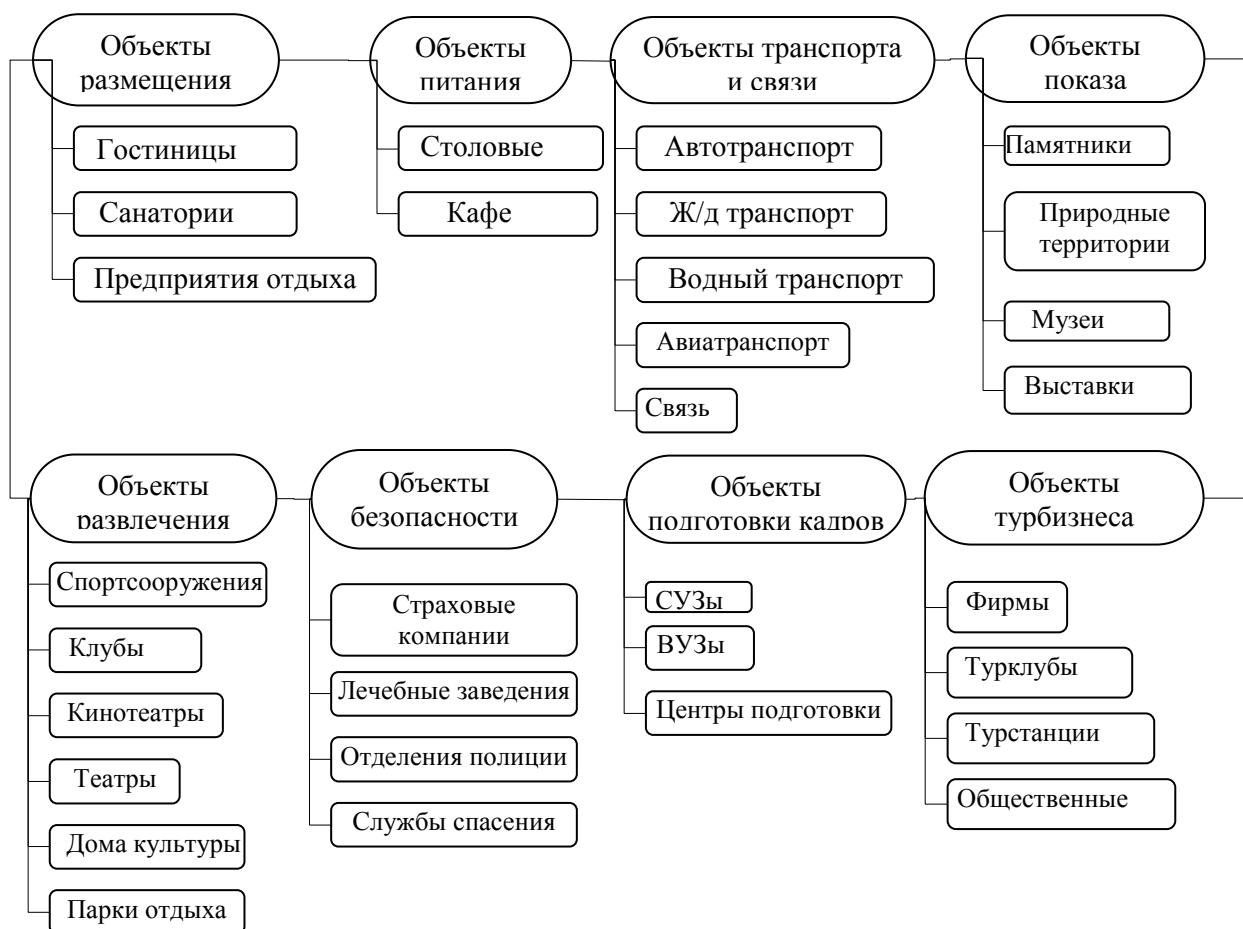 Объекты
размещения
Гостиницы
Санатории
Предприятия отдыха
Объекты
питания
Столовые
Кафе
Объекты транспорта
и связи
Автотранспорт
Ж/д транспорт
Водный транспорт
Авиатранспорт
Связь
Объекты
показа
Памятники
Природные
территории
Музеи
Выставки
Объекты
развлечения
Спортсооружения
Клубы
Кинотеатры
Театры
Дома культуры
Парки отдыха
Объекты
безопасности
Страховые
компании
Лечебные заведения
Отделения полиции
Службы спасения
Объекты
подготовки кадров
СУЗы
ВУЗы
Центры подготовки
Объекты
турбизнеса
Фирмы
Турклубы
Турстанции
Общественные